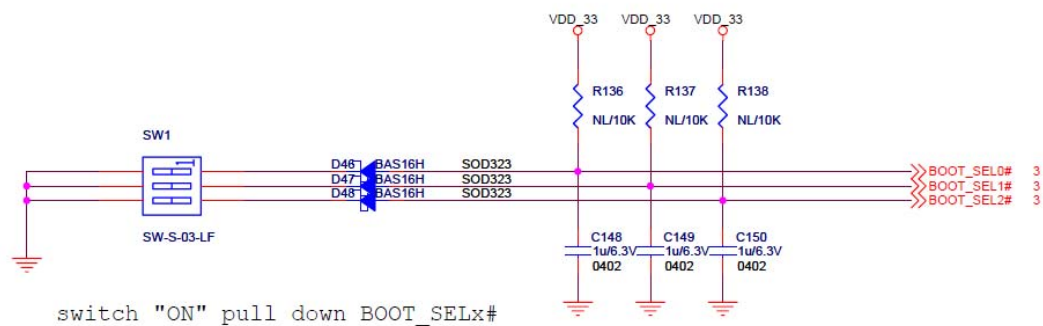 VDD_33 VDD_33 VDD_33
R136 R137 R138
NL/10K NL/10K NL/10K
SW1
1
D46 BAS16H SOD323
D47 BAS16H SOD323
D48 BAS16H SOD323
BOOT_SEL0# 3
BOOT_SEL1# 3
BOOT_SEL2# 3
SW-S-03-LF
C148 C149 C150
1u/6.3V 1u/6.3V 1u/6.3V
0402 0402 0402
switch "ON" pull down BOOT_SELx#